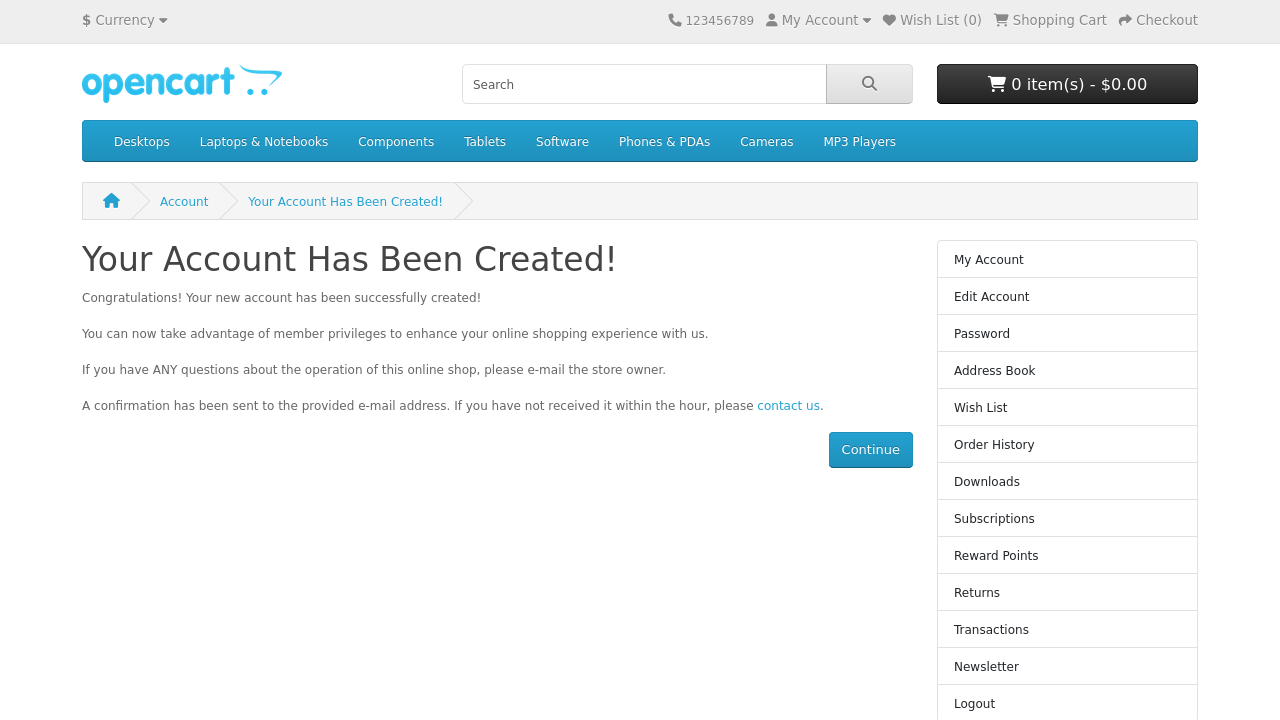 $ Currency
123456789 My Account Wish List (0) Shopping Cart Checkout
opencart
Search
0 item(s) - $0.00
Desktops Laptops & Notebooks Components Tablets Software Phones & PDAs Cameras MP3 Players
Account Your Account Has Been Created!
Your Account Has Been Created!
Congratulations! Your new account has been successfully created!
You can now take advantage of member privileges to enhance your online shopping experience with us.
If you have ANY questions about the operation of this online shop, please e-mail the store owner.
A confirmation has been sent to the provided e-mail address. If you have not received it within the hour, please contact us.
Continue
My Account
Edit Account
Password
Address Book
Wish List
Order History
Downloads
Subscriptions
Reward Points
Returns
Transactions
Newsletter
Logout